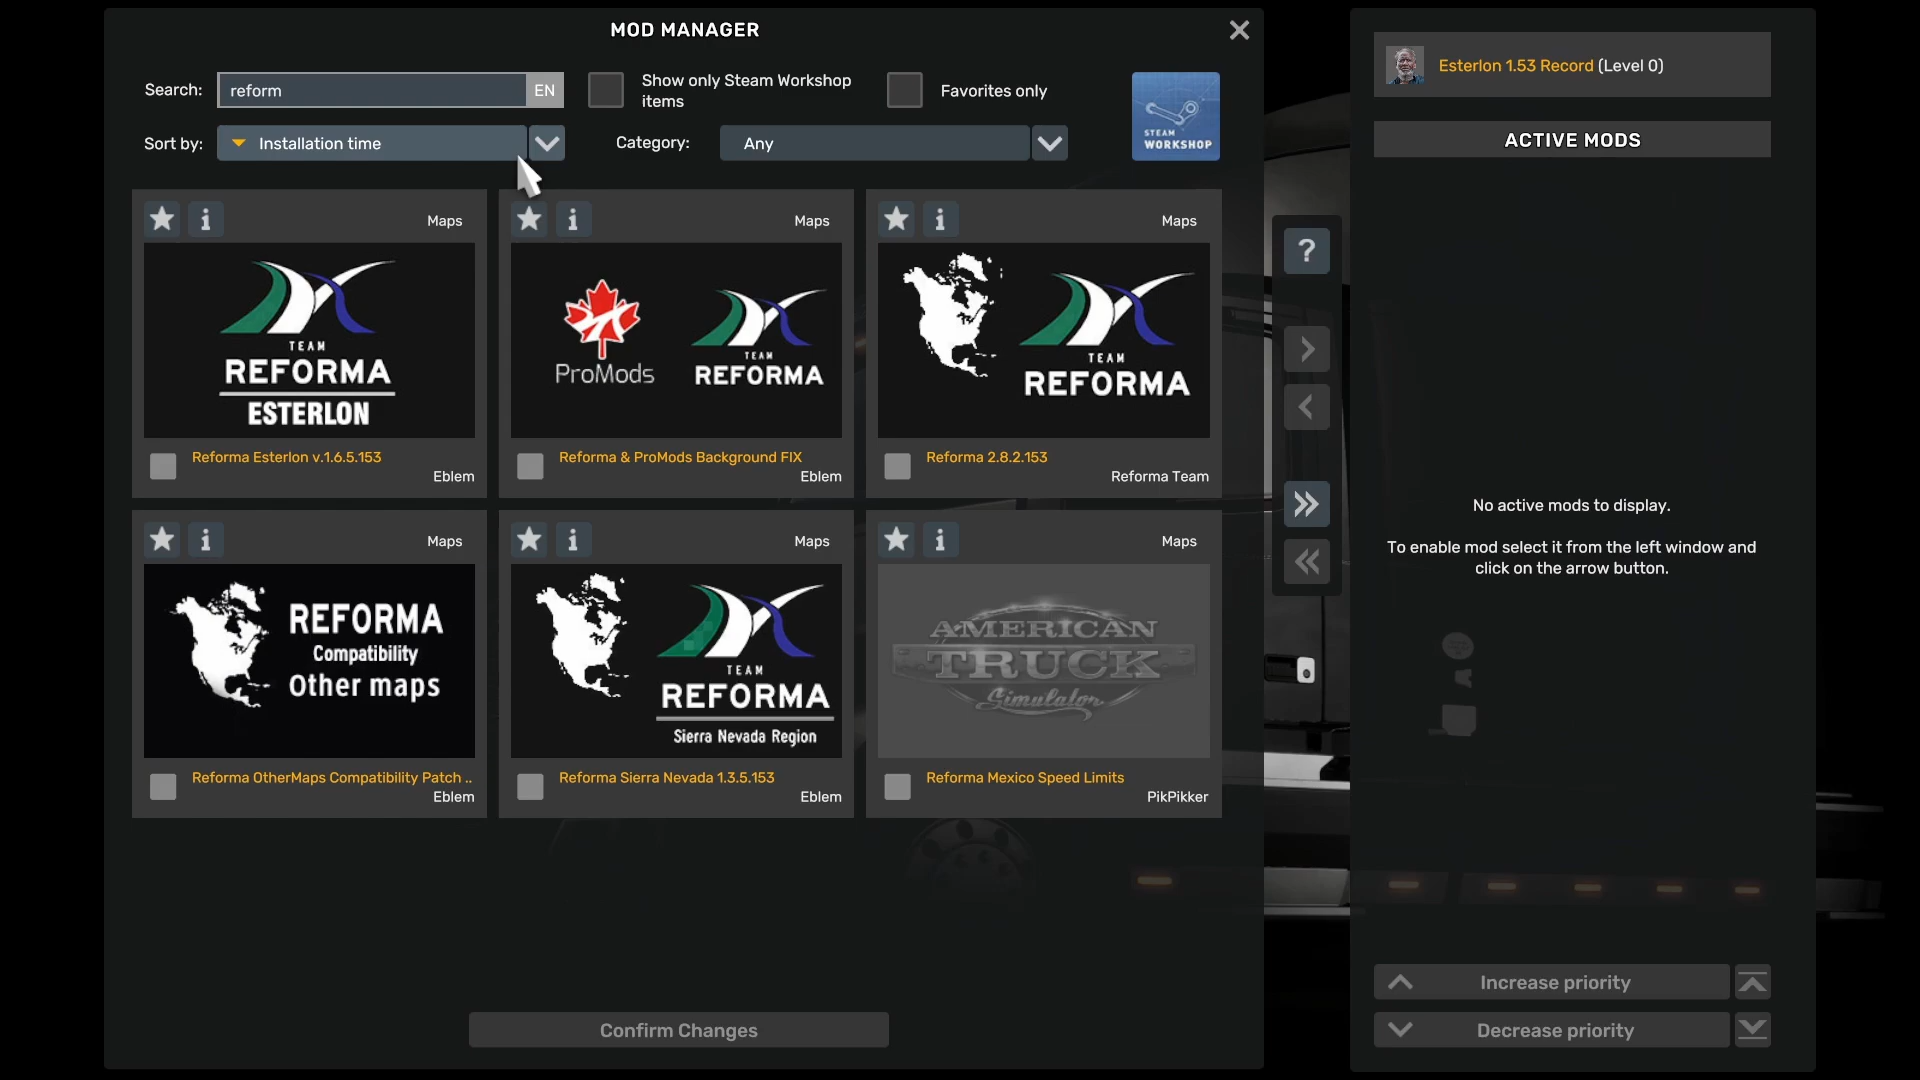 MOD MANAGER
Search: reform EN
Show only Steam Workshop
items
Favorites only
STEAM
WORKSHOP
Sort by: Installation time
Category: Any
Maps
TEAM
REFORMA
ESTERLON
Reforma Esterlon v.1.6.5.153
Eblem
Maps
ProMods
TEAM
REFORMA
Reforma & ProMods Background FIX
Eblem
Maps
TEAM
REFORMA
Reforma 2.8.2.153
Reforma Team
Maps
REFORMA
Compatibility
Other maps
Reforma OtherMaps Compatibility Patch ..
Eblem
Maps
TEAM
REFORMA
Sierra Nevada Region
Reforma Sierra Nevada 1.3.5.153
Eblem
Maps
AMERICAN
TRUCK
Simulator
Reforma Mexico Speed Limits
PikPikker
Confirm Changes
?
Esterlon 1.53 Record (Level 0)
ACTIVE MODS
No active mods to display.
To enable mod select it from the left window and
click on the arrow button.
Increase priority
Decrease priority